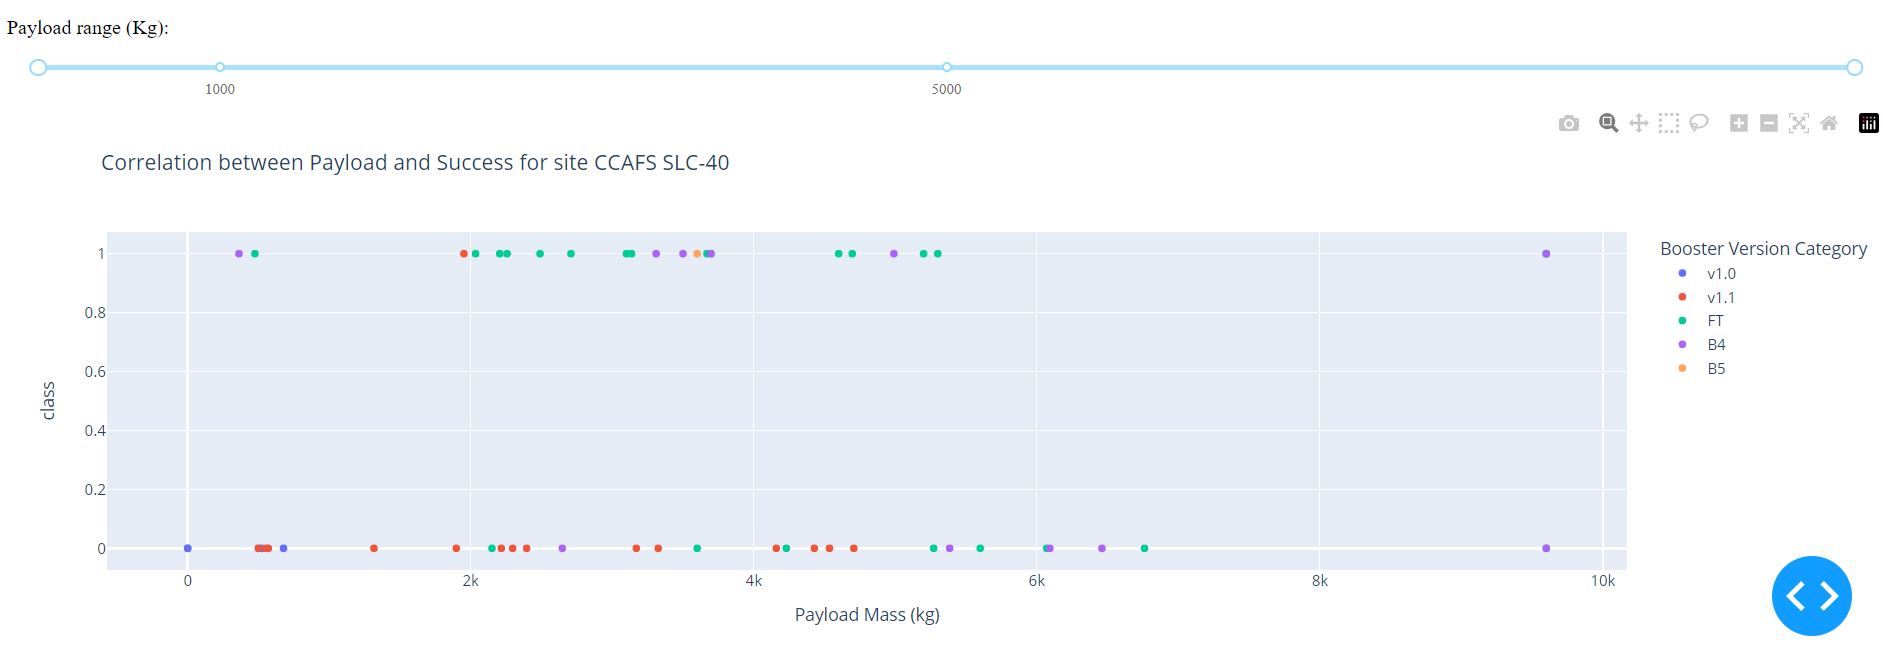 Payload range (Kg):
1000
5000
Correlation between Payload and Success for site CCAFS SLC-40
1
0.8
0.6
0.4
0.2
0
class
0
2k
4k
6k
8k
10k
Payload Mass (kg)
Booster Version Category
v1.0
v1.1
FT
B4
B5